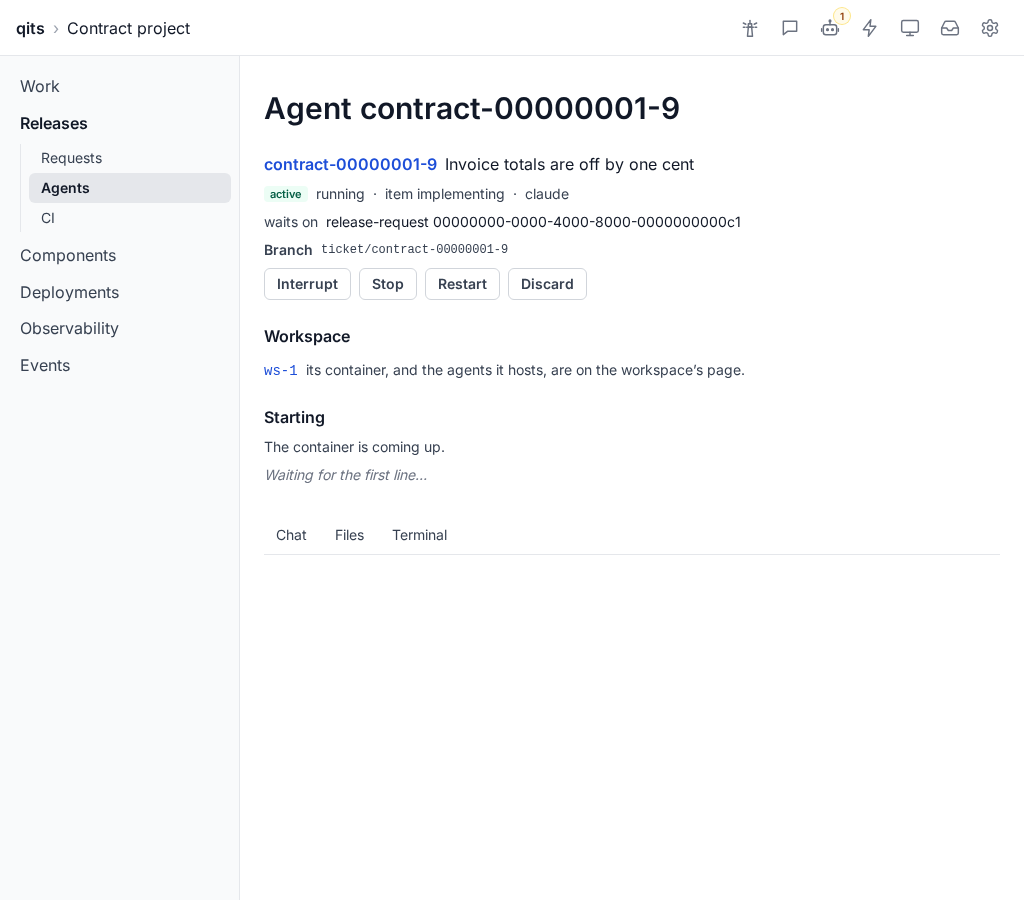 qits › Contract project
1
Work
Releases
Requests
Agents
CI
Components
Deployments
Observability
Events
Agent contract-00000001-9
contract-00000001-9 Invoice totals are off by one cent
active running · item implementing · claude
waits on release-request 00000000-0000-4000-8000-0000000000c1
Branch ticket/contract-00000001-9
Interrupt Stop Restart Discard
Workspace
ws-1 its container, and the agents it hosts, are on the workspace’s page.
Starting
The container is coming up.
Waiting for the first line…
Chat Files Terminal